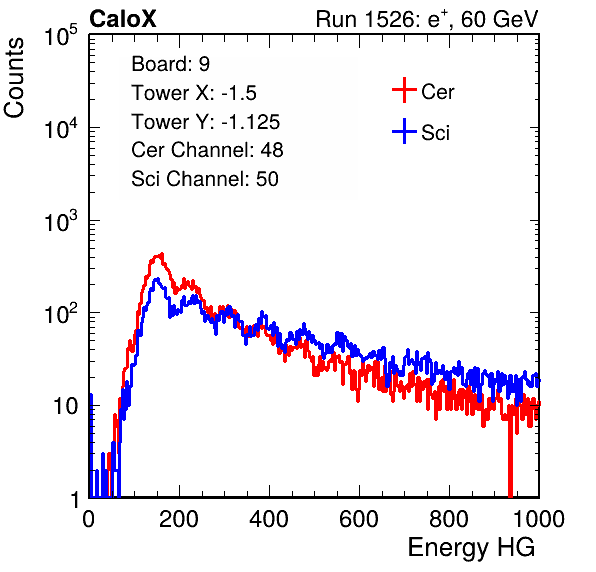 CaloX Run 1526: e⁺, 60 GeV
Counts
Board: 9
Tower X: -1.5
Tower Y: -1.125
Cer Channel: 48
Sci Channel: 50
Cer
Sci
10⁵
10⁴
10³
10²
10
1
0 200 400 600 800 1000
Energy HG